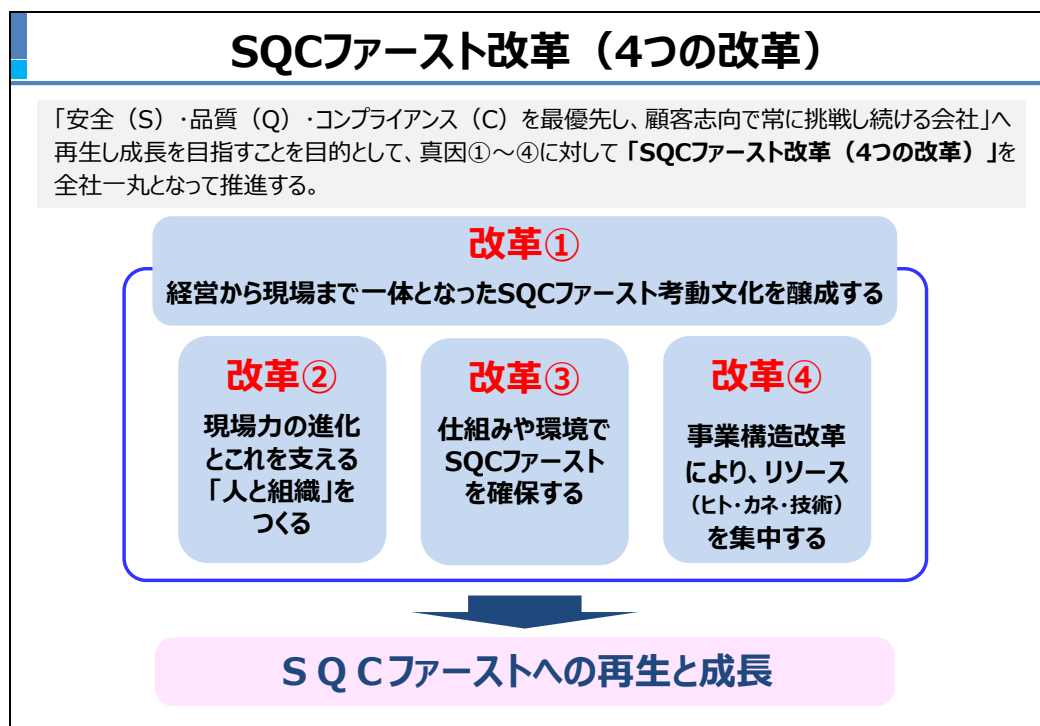 SQCファースト改革（4つの改革）
「安全（S）・品質（Q）・コンプライアンス（C）を最優先し、顧客志向で常に挑戦し続ける会社」へ
再生し成長を目指すことを目的として、真因①～④に対して「SQCファースト改革（4つの改革）」を
全社一丸となって推進する。
改革①
経営から現場まで一体となったSQCファースト考動文化を醸成する
改革②
現場力の進化
とこれを支える
「人と組織」を
つくる
改革③
仕組みや環境で
SQCファースト
を確保する
改革④
事業構造改革
により、リソース
（ヒト・カネ・技術）
を集中する
ＳＱＣファーストへの再生と成長